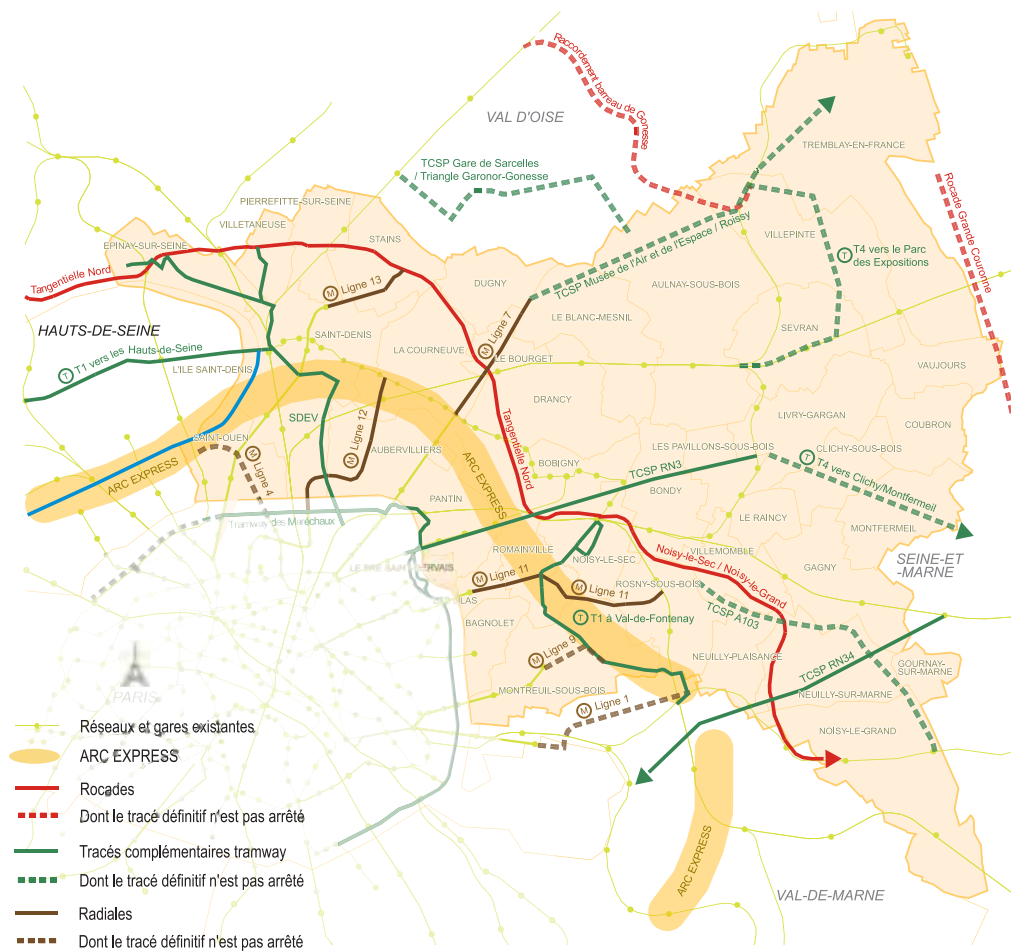 Raccordement barreau de Gonesse
VAL D'OISE
TREMBLAY-EN-FRANCE
TCSP Gare de Sarcelles
/ Triangle Garonor-Gonesse
Rocade Grande Couronne
PIERREFITTE-SUR-SEINE
VILLETANEUSE
STAINS
EPINAY-SUR-SEINE
VILLEPINTE
TCSP Musée de l'Air et de l'Espace / Roissy
T T4 vers le Parc
des Expositions
Tangentielle Nord
M Ligne 13
DUGNY
AULNAY-SOUS-BOIS
HAUTS-DE-SEINE
SAINT-DENIS
M Ligne 7
LE BLANC-MESNIL
SEVRAN
T T1 vers les Hauts-de-Seine
LA COURNEUVE
LE BOURGET
L'ILE SAINT-DENIS
VAUJOURS
DRANCY
SDEV
M Ligne 12
Tangentielle Nord
LIVRY-GARGAN
COUBRON
SAINT-OUEN
AUBERVILLIERS
LES PAVILLONS-SOUS-BOIS
CLICHY-SOUS-BOIS
ARC EXPRESS
M Ligne 4
ARC EXPRESS
BOBIGNY
TCSP RN3
T T4 vers Clichy/Montfermeil
PANTIN
BONDY
Tramway des Maréchaux
LE RAINCY
MONTFERMEIL
ROMAINVILLE
NOISY-LE-SEC
Noisy-le-Sec / Noisy-le-Grand
VILLEMOMBLE
SEINE-ET
-MARNE
LE PRE SAINT-GERVAIS
GAGNY
M Ligne 11
M Ligne 11
ROSNY-SOUS-BOIS
LILAS
BAGNOLET
T T1 à Val-de-Fontenay
TCSP A103
M Ligne 9
NEUILLY-PLAISANCE
TCSP RN34
GOURNAY-
SUR-MARNE
MONTREUIL-SOUS-BOIS
NEUILLY-SUR-MARNE
PARIS
M Ligne 1
NOISY-LE-GRAND
Réseaux et gares existantes
ARC EXPRESS
Rocades
Dont le tracé définitif n'est pas arrêté
Tracés complémentaires tramway
Dont le tracé définitif n'est pas arrêté
Radiales
Dont le tracé définitif n'est pas arrêté
ARC EXPRESS
VAL-DE-MARNE